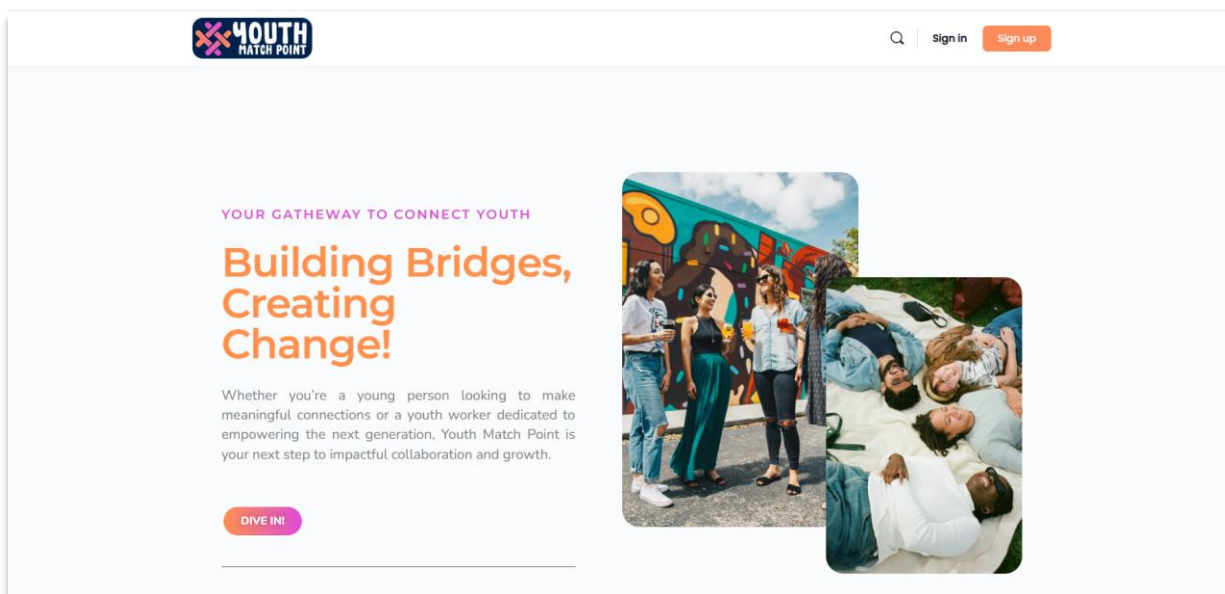 YOUTH
MATCH POINT
Sign in
Sign up
YOUR GATHEWAY TO CONNECT YOUTH
Building Bridges,
Creating
Change!
Whether you're a young person looking to make
meaningful connections or a youth worker dedicated to
empowering the next generation, Youth Match Point is
your next step to impactful collaboration and growth.
DIVE IN!